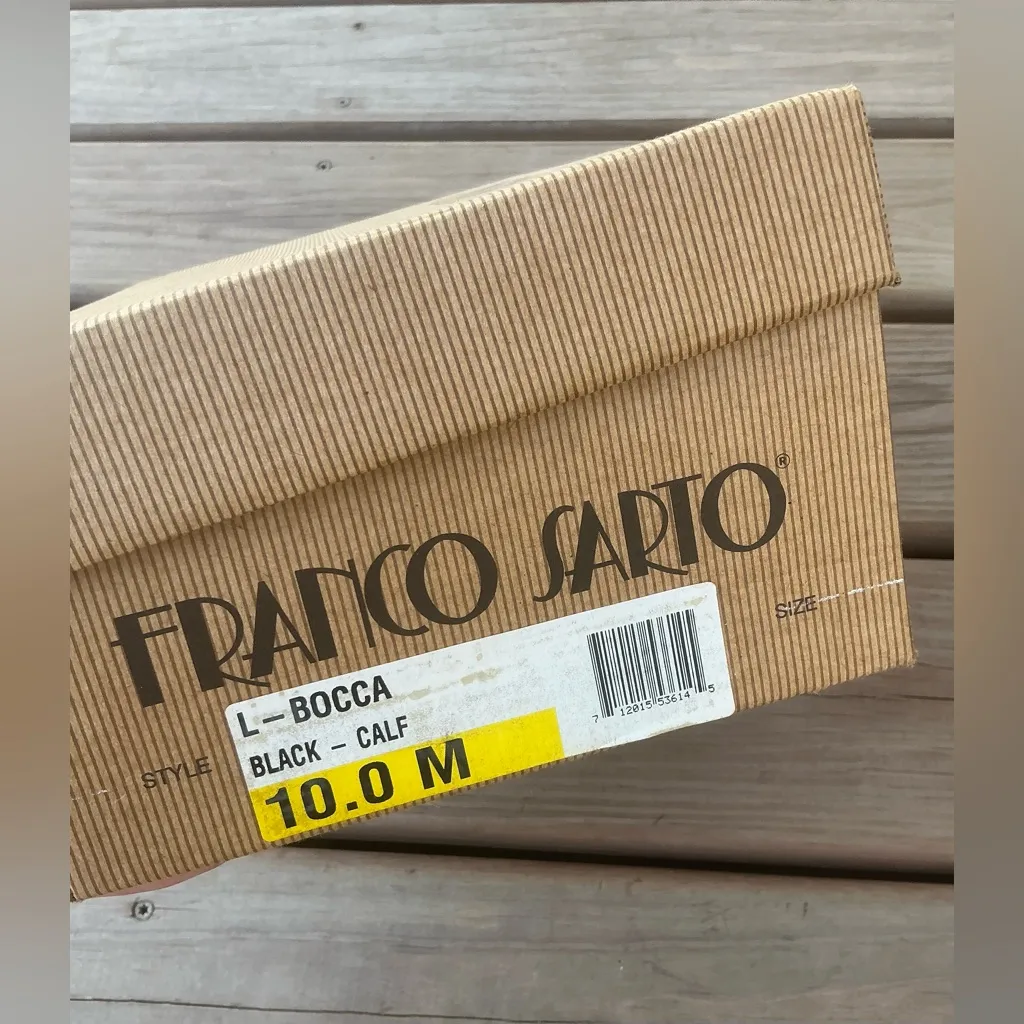 FRANCO SARTO®
SIZE
L-BOCCA
BLACK - CALF
10.0 M
7 12015 53614 5
STYLE